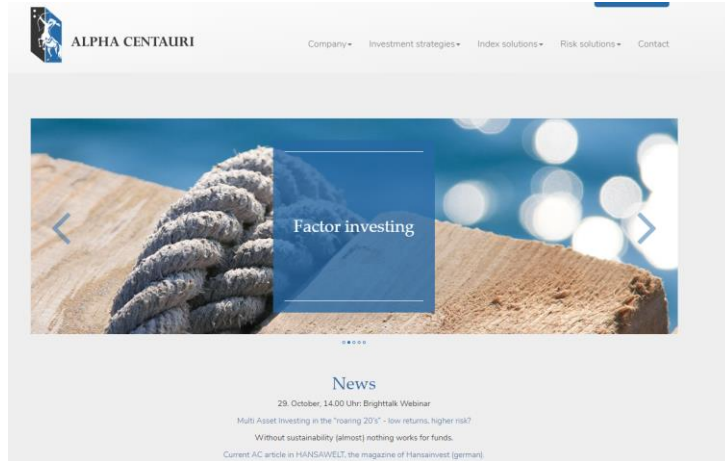 ALPHA CENTAURI
Company Investment strategies Index solutions Risk solutions Contact
Factor investing
News
29. October, 14.00 Uhr: Brighttalk Webinar
Multi Asset Investing in the "roaring 20's" - low returns, higher risk?
Without sustainability (almost) nothing works for funds.
Current AC article in HANSAWELT, the magazine of Hansainvest (german).